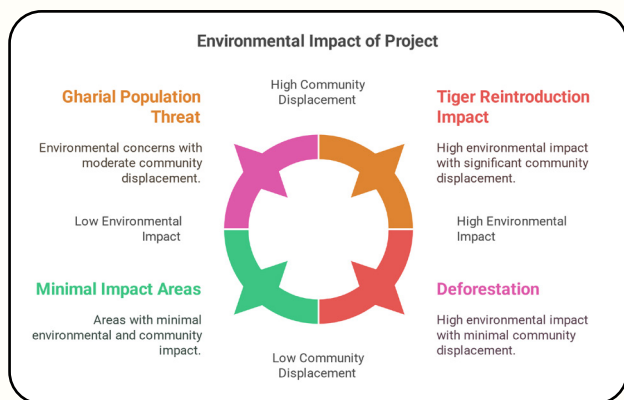 Environmental Impact of Project
High Community
Displacement
Gharial Population
Threat
Environmental concerns with
moderate community
displacement.
Tiger Reintroduction
Impact
High environmental impact
with significant community
displacement.
Low Environmental
Impact
High Environmental
Impact
Minimal Impact Areas
Areas with minimal
environmental and community
impact.
Deforestation
High environmental impact
with minimal community
displacement.
Low Community
Displacement